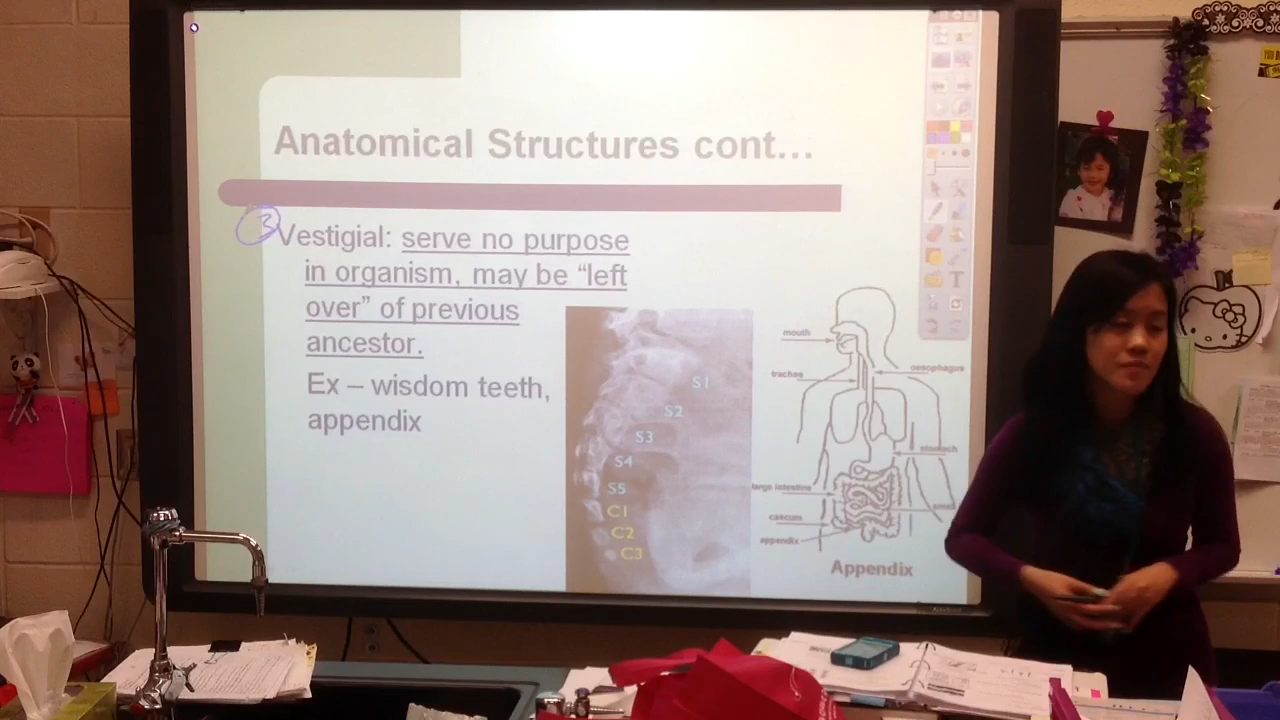 Anatomical Structures cont...
3
Vestigial: serve no purpose
in organism, may be “left
over” of previous
ancestor.
Ex – wisdom teeth,
appendix
S1
S2
S3
S4
S5
C1
C2
C3
mouth
trachea
oesophagus
stomach
large intestine
caecum
appendix
Appendix
T